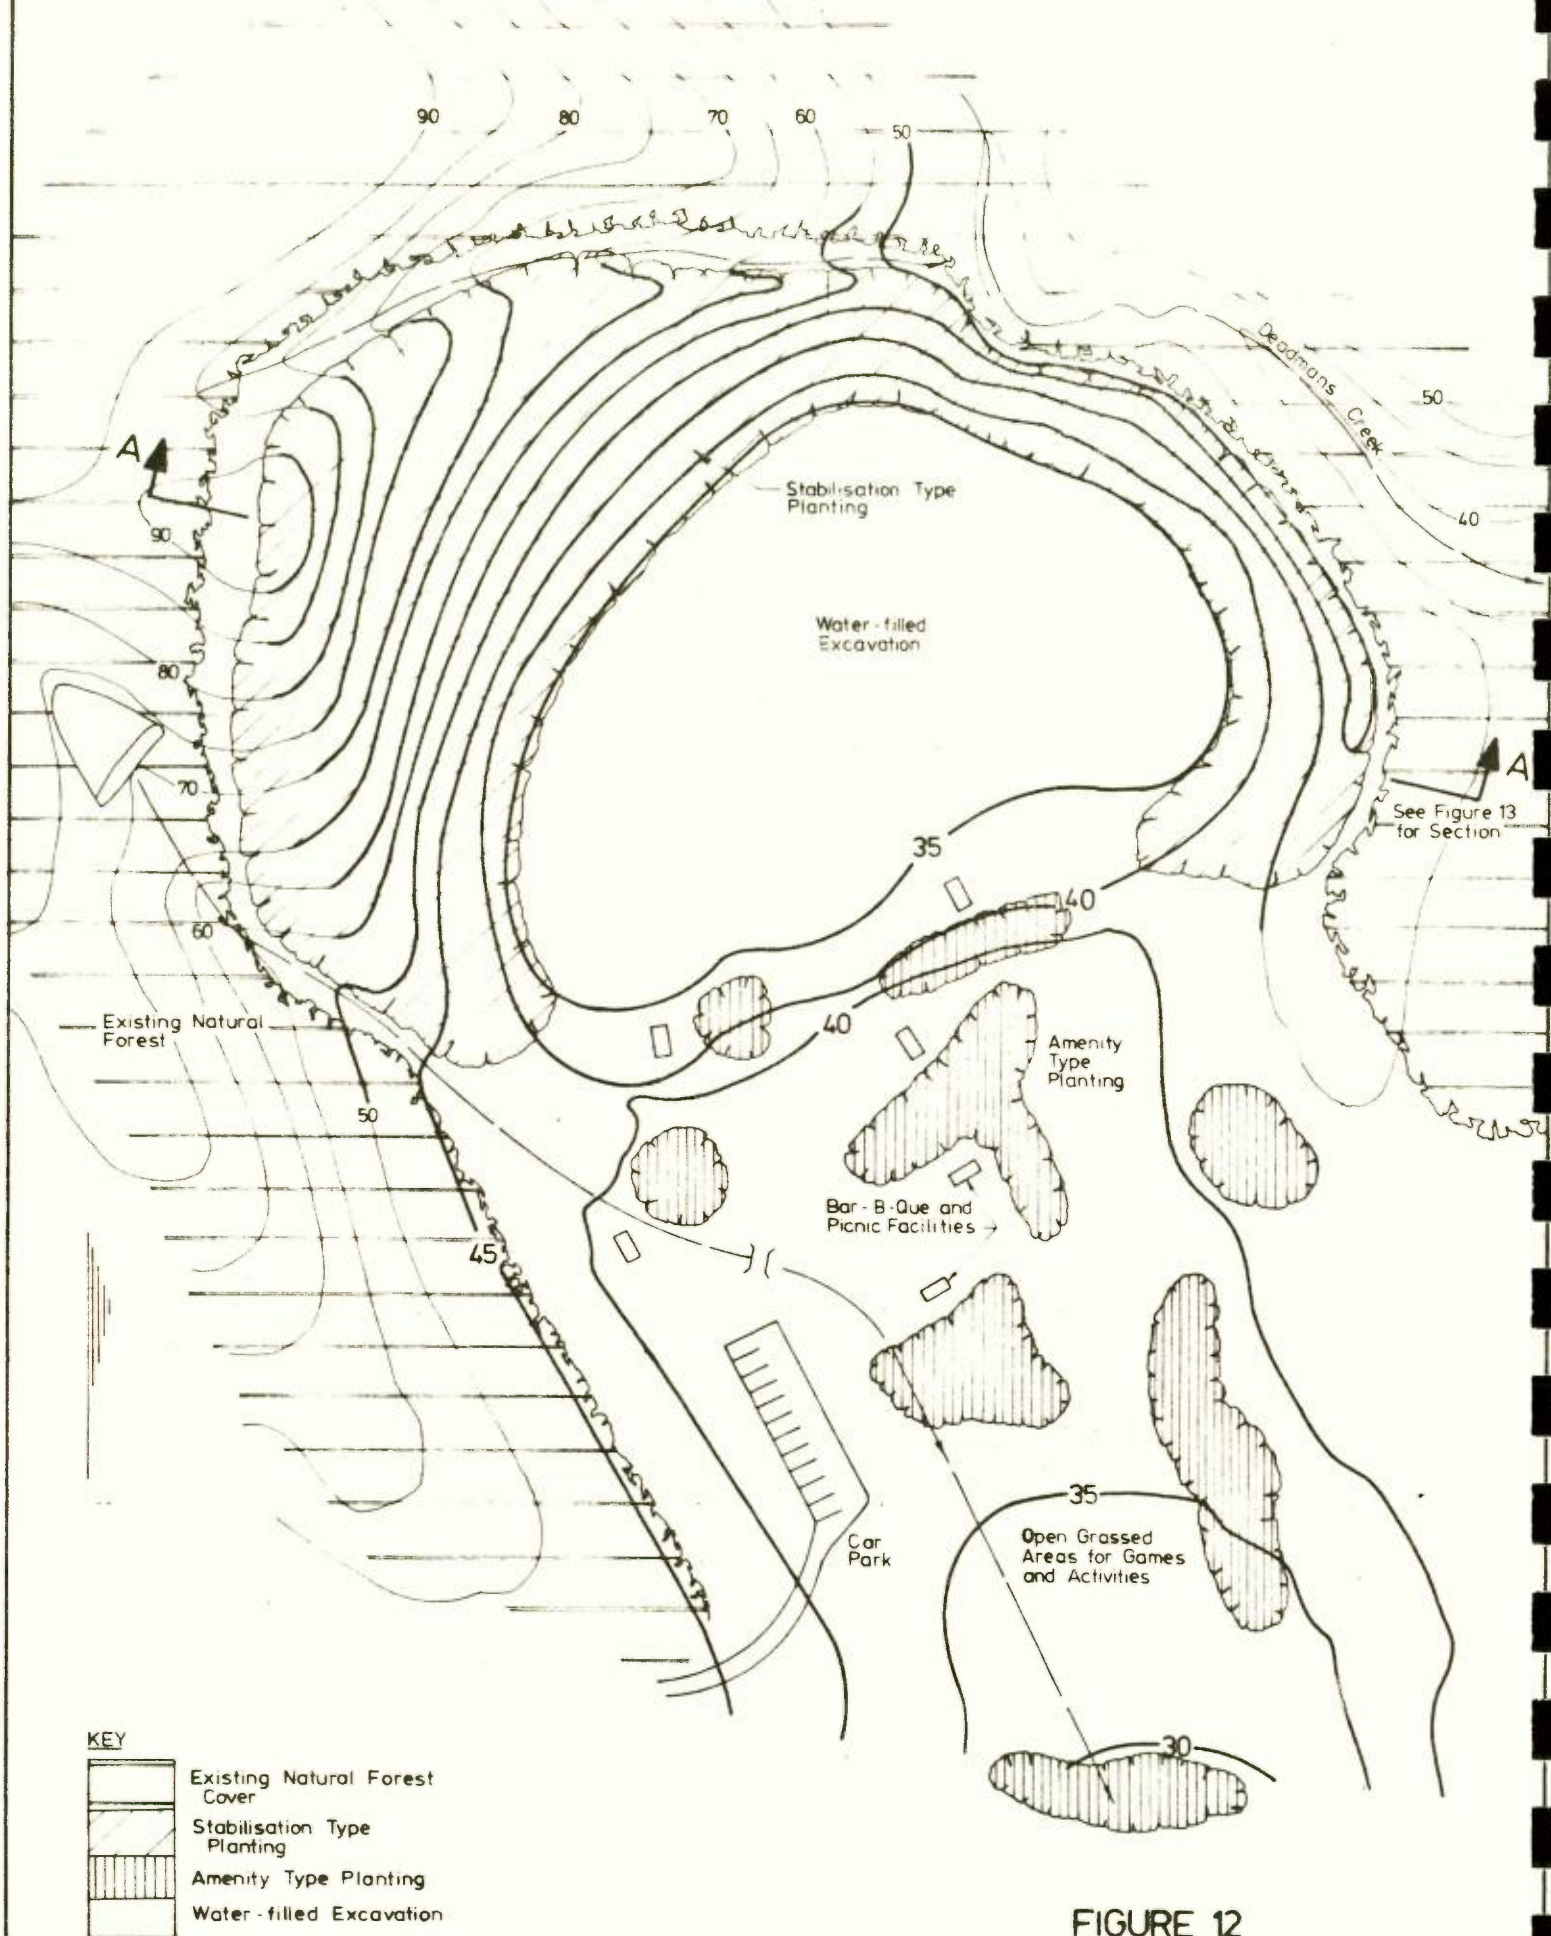 90
80
70
60
50
Deadmans Creek
50
40
A
90
Stabilisation Type
Planting
Water-filled
Excavation
80
70
A
See Figure 13
for Section
35
40
60
Existing Natural
Forest
40
Amenity
Type
Planting
50
Bar-B-Que and
Picnic Facilities
45
35
Car
Park
Open Grassed
Areas for Games
and Activities
30
KEY
Existing Natural Forest
Cover
Stabilisation Type
Planting
Amenity Type Planting
Water-filled Excavation
FIGURE 12